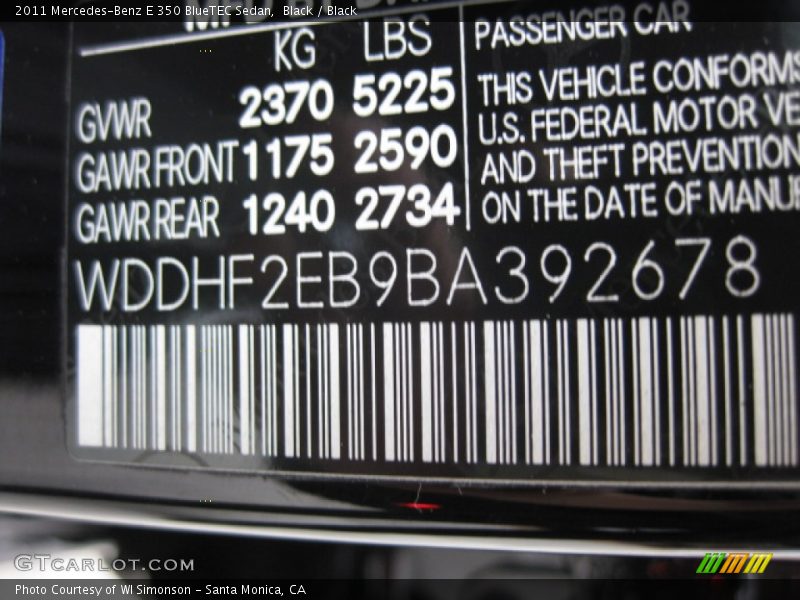 2011 Mercedes-Benz E 350 BlueTEC Sedan, Black / Black
KG LBS
GVWR 2370 5225
GAWR FRONT 1175 2590
GAWR REAR 1240 2734
PASSENGER CAR
THIS VEHICLE CONFORMS
U.S. FEDERAL MOTOR VE
AND THEFT PREVENTION
ON THE DATE OF MANU
WDDHF2EB9BA392678
GTCARLOT.COM
Photo Courtesy of WI Simonson - Santa Monica, CA